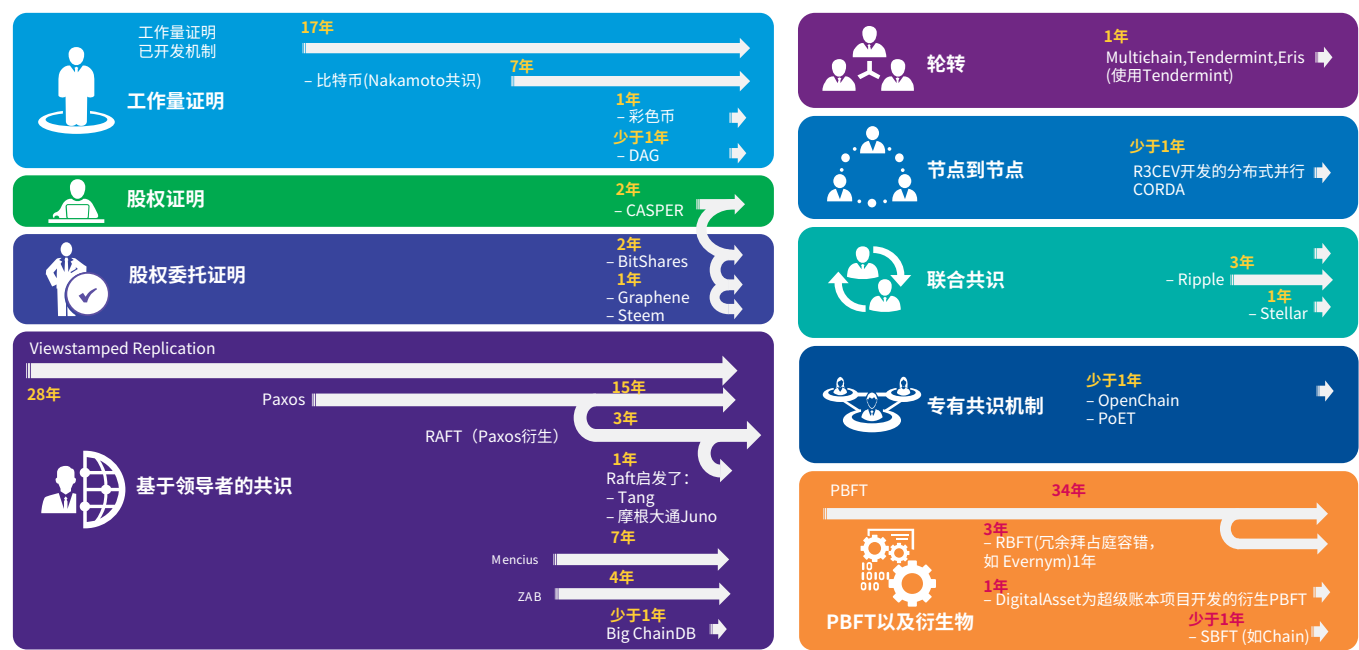 工作量证明
已开发机制
17年
– 比特币(Nakamoto共识)
7年
工作量证明
1年
– 彩色币
少于1年
– DAG
股权证明
2年
– CASPER
股权委托证明
2年
– BitShares
1年
– Graphene
– Steem
Viewstamped Replication
28年
Paxos
15年
RAFT（Paxos衍生）
3年
基于领导者的共识
1年
Raft启发了：
– Tang
– 摩根大通Juno
7年
Mencius
4年
ZAB
少于1年
Big ChainDB
轮转
1年
Multichain,Tendermint,Eris
(使用Tendermint)
节点到节点
少于1年
R3CEV开发的分布式并行
CORDA
联合共识
3年
– Ripple
1年
– Stellar
专有共识机制
少于1年
– OpenChain
– PoET
PBFT
34年
3年
– RBFT(冗余拜占庭容错，
如 Evernym)1年
10
10101
010
1年
– DigitalAsset为超级账本项目开发的衍生PBFT
PBFT以及衍生物
少于1年
– SBFT (如Chain)